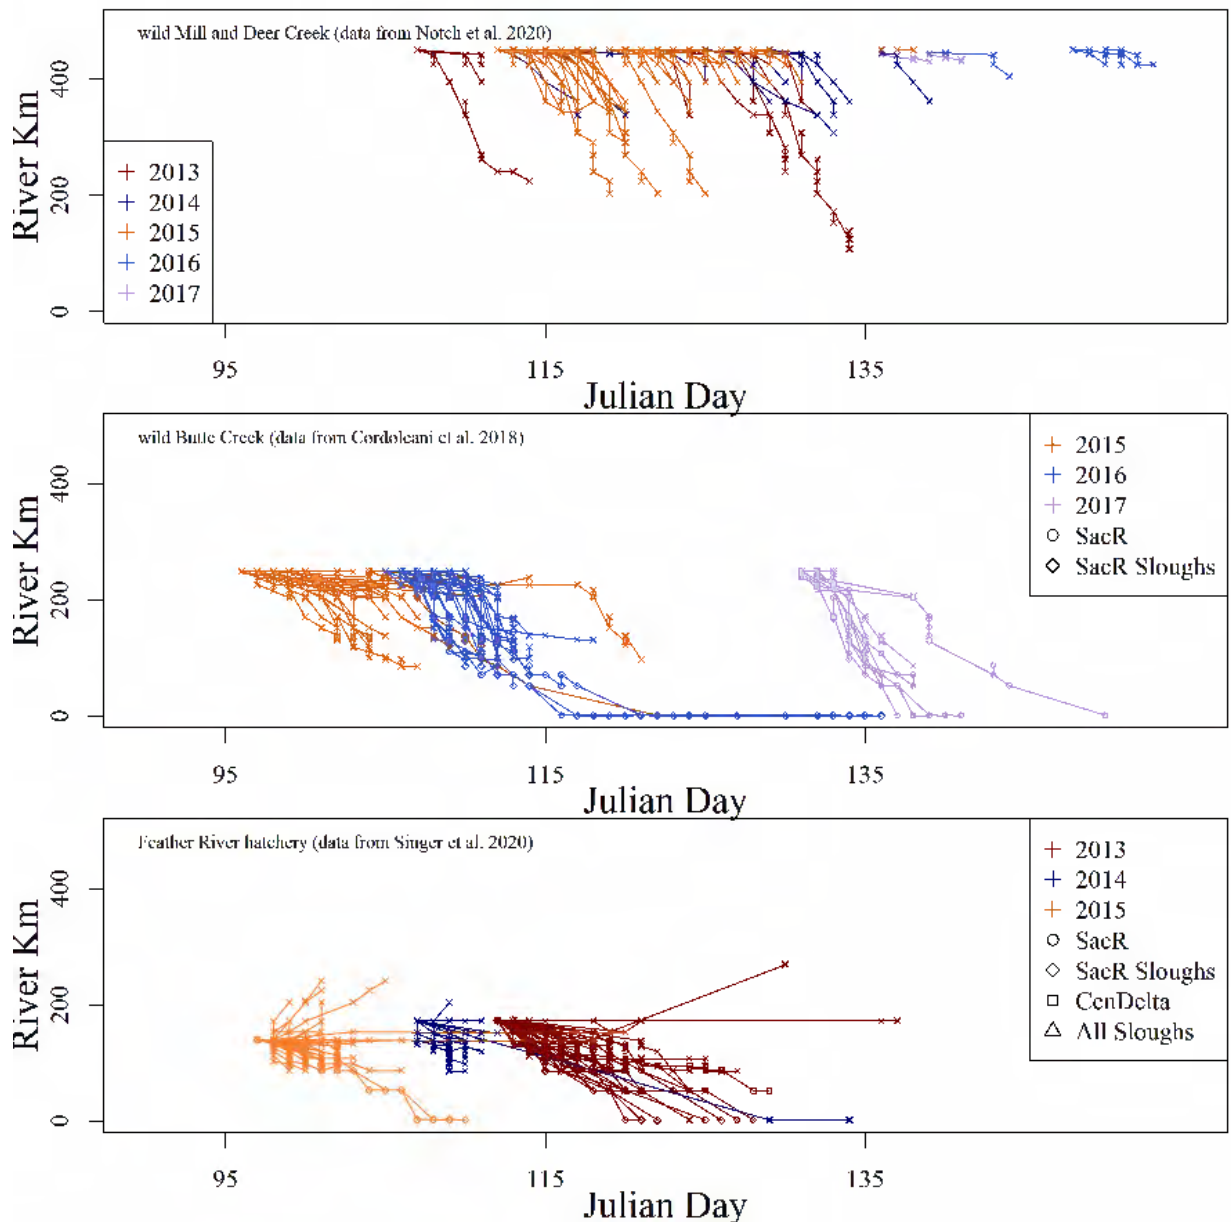 wild Mill and Deer Creek (data from Notch et al. 2020)
River Km
400
200
0
2013
2014
2015
2016
2017
95
115
135
Julian Day
wild Butte Creek (data from Cordoleani et al. 2018)
River Km
400
200
0
2015
2016
2017
SacR
SacR Sloughs
95
115
135
Julian Day
Feather River hatchery (data from Singer et al. 2020)
River Km
400
200
0
2013
2014
2015
SacR
SacR Sloughs
CenDelta
All Sloughs
95
115
135
Julian Day